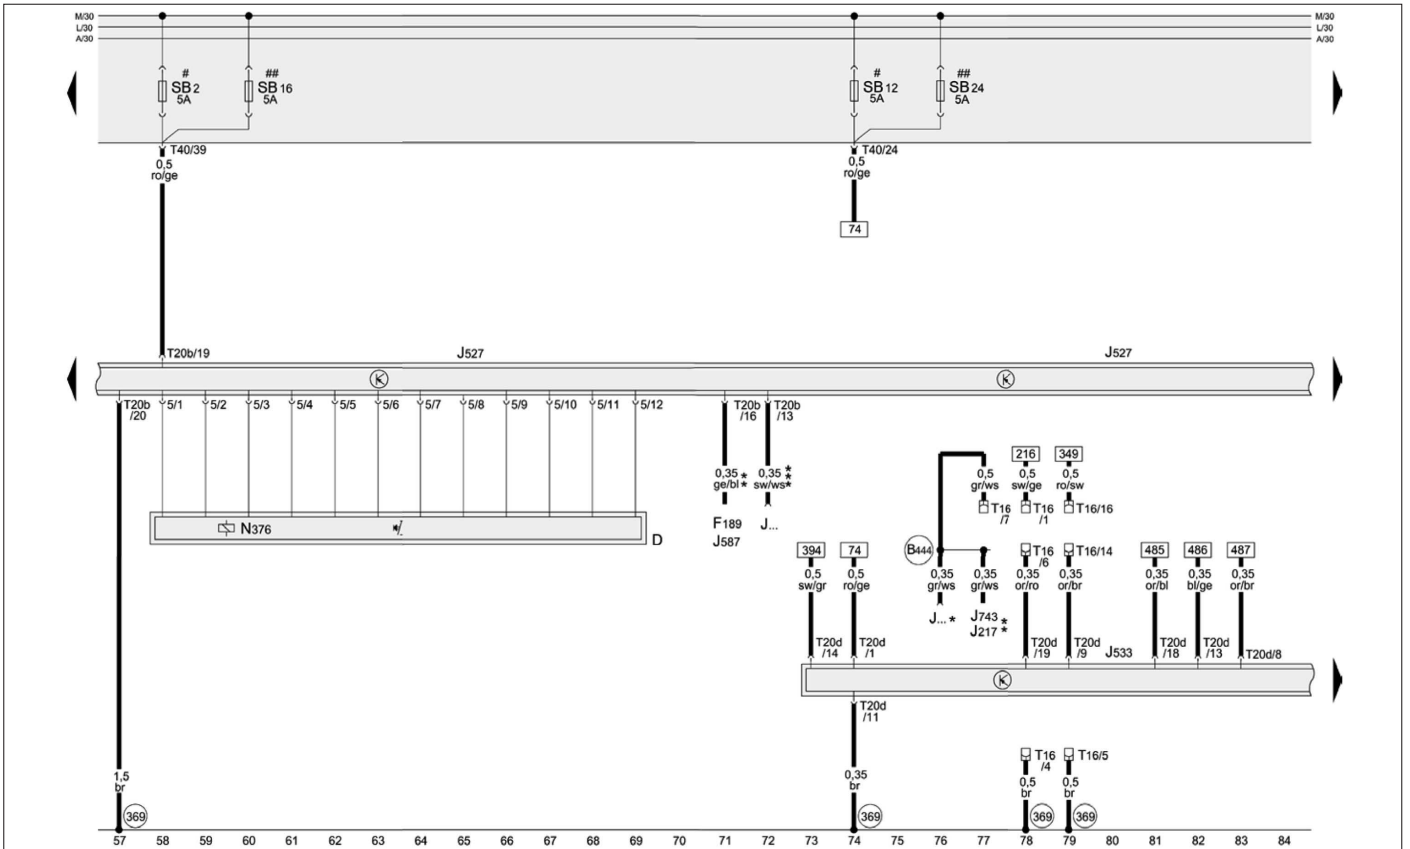 M/30 M/30
L/30 L/30
A/30 A/30
# ## # ##
SB2 SB16 SB12 SB24
5A 5A 5A 5A
T40/39 T40/24
0,5 0,5
ro/ge ro/ge
74
T20b/19 J527 J527
T20b 5/1 5/2 5/3 5/4 5/5 5/6 5/7 5/8 5/9 5/10 5/11 5/12 T20b T20b
/20 /16 /13
216 349
0,35 * 0,35 * * * 0,5 0,5 0,5
ge/bl * sw/ws * gr/ws sw/ge ro/sw
T16 T16 T16/16
/7 /1
N376 F189 J...
D J587
394 74 B444 T16 T16/14 485 486 487
/6
0,5 0,5 0,35 0,35 0,35 0,35 0,35 0,35 0,35
sw/gr ro/ge gr/ws gr/ws or/ro or/br or/bl bl/ge or/br
J... * J743 *
J217 *
T20d T20d T20d T20d J533 T20d T20d T20d/8
/14 /1 /19 /9 /18 /13
T20d
/11
T16 T16/5
/4
1,5 0,35 0,5 0,5
br br br br
369 369 369 369
57 58 59 60 61 62 63 64 65 66 67 68 69 70 71 72 73 74 75 76 77 78 79 80 81 82 83 84